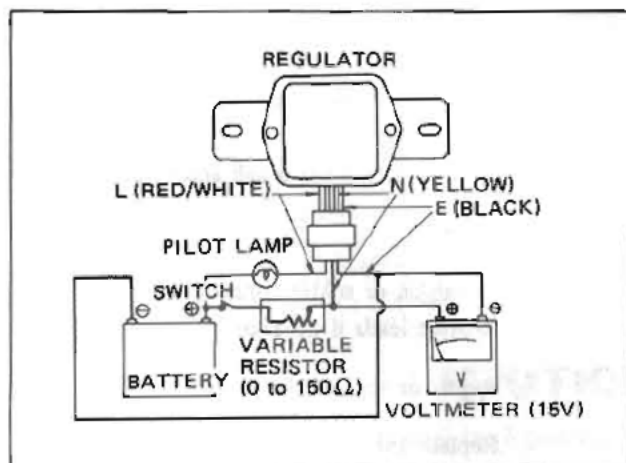 REGULATOR
L (RED/WHITE)
N (YELLOW)
E (BLACK)
PILOT LAMP
SWITCH
⊖
⊕
⊕
⊖
BATTERY
VARIABLE
RESISTOR
(0 to 150Ω)
V
VOLTMETER (15V)